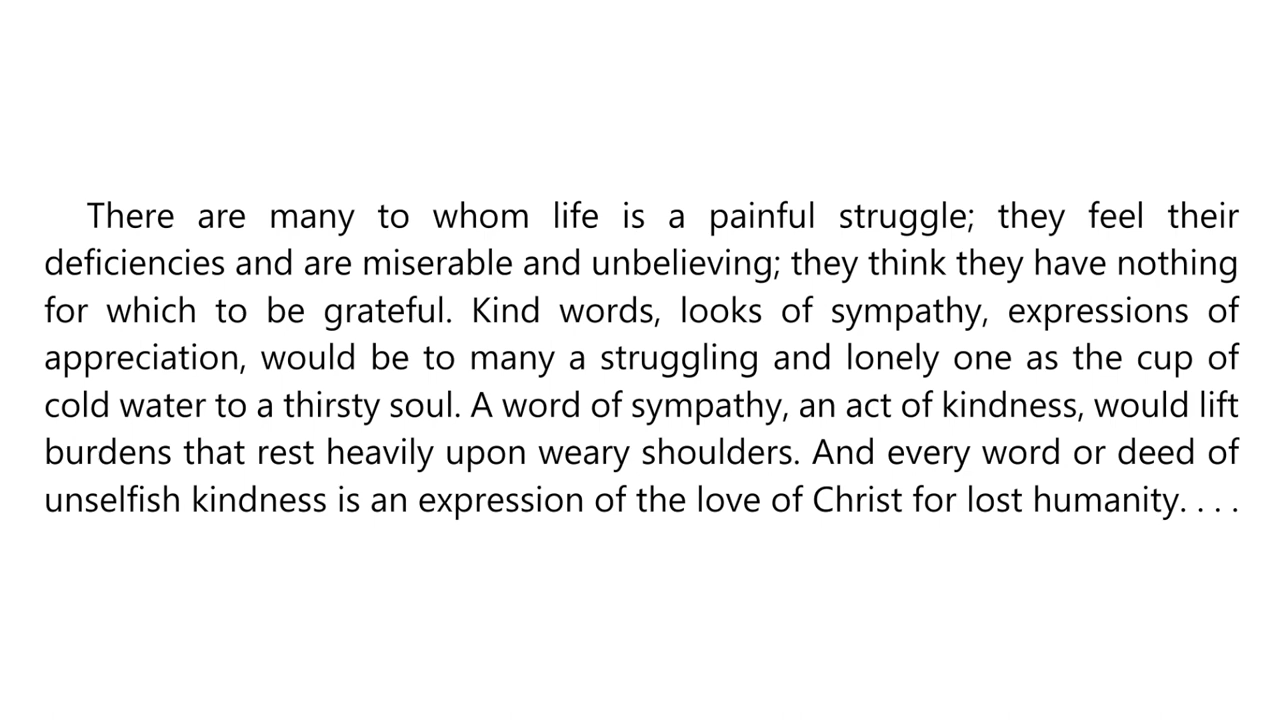 There are many to whom life is a painful struggle; they feel their
deficiencies and are miserable and unbelieving; they think they have nothing
for which to be grateful. Kind words, looks of sympathy, expressions of
appreciation, would be to many a struggling and lonely one as the cup of
cold water to a thirsty soul. A word of sympathy, an act of kindness, would lift
burdens that rest heavily upon weary shoulders. And every word or deed of
unselfish kindness is an expression of the love of Christ for lost humanity. . . .